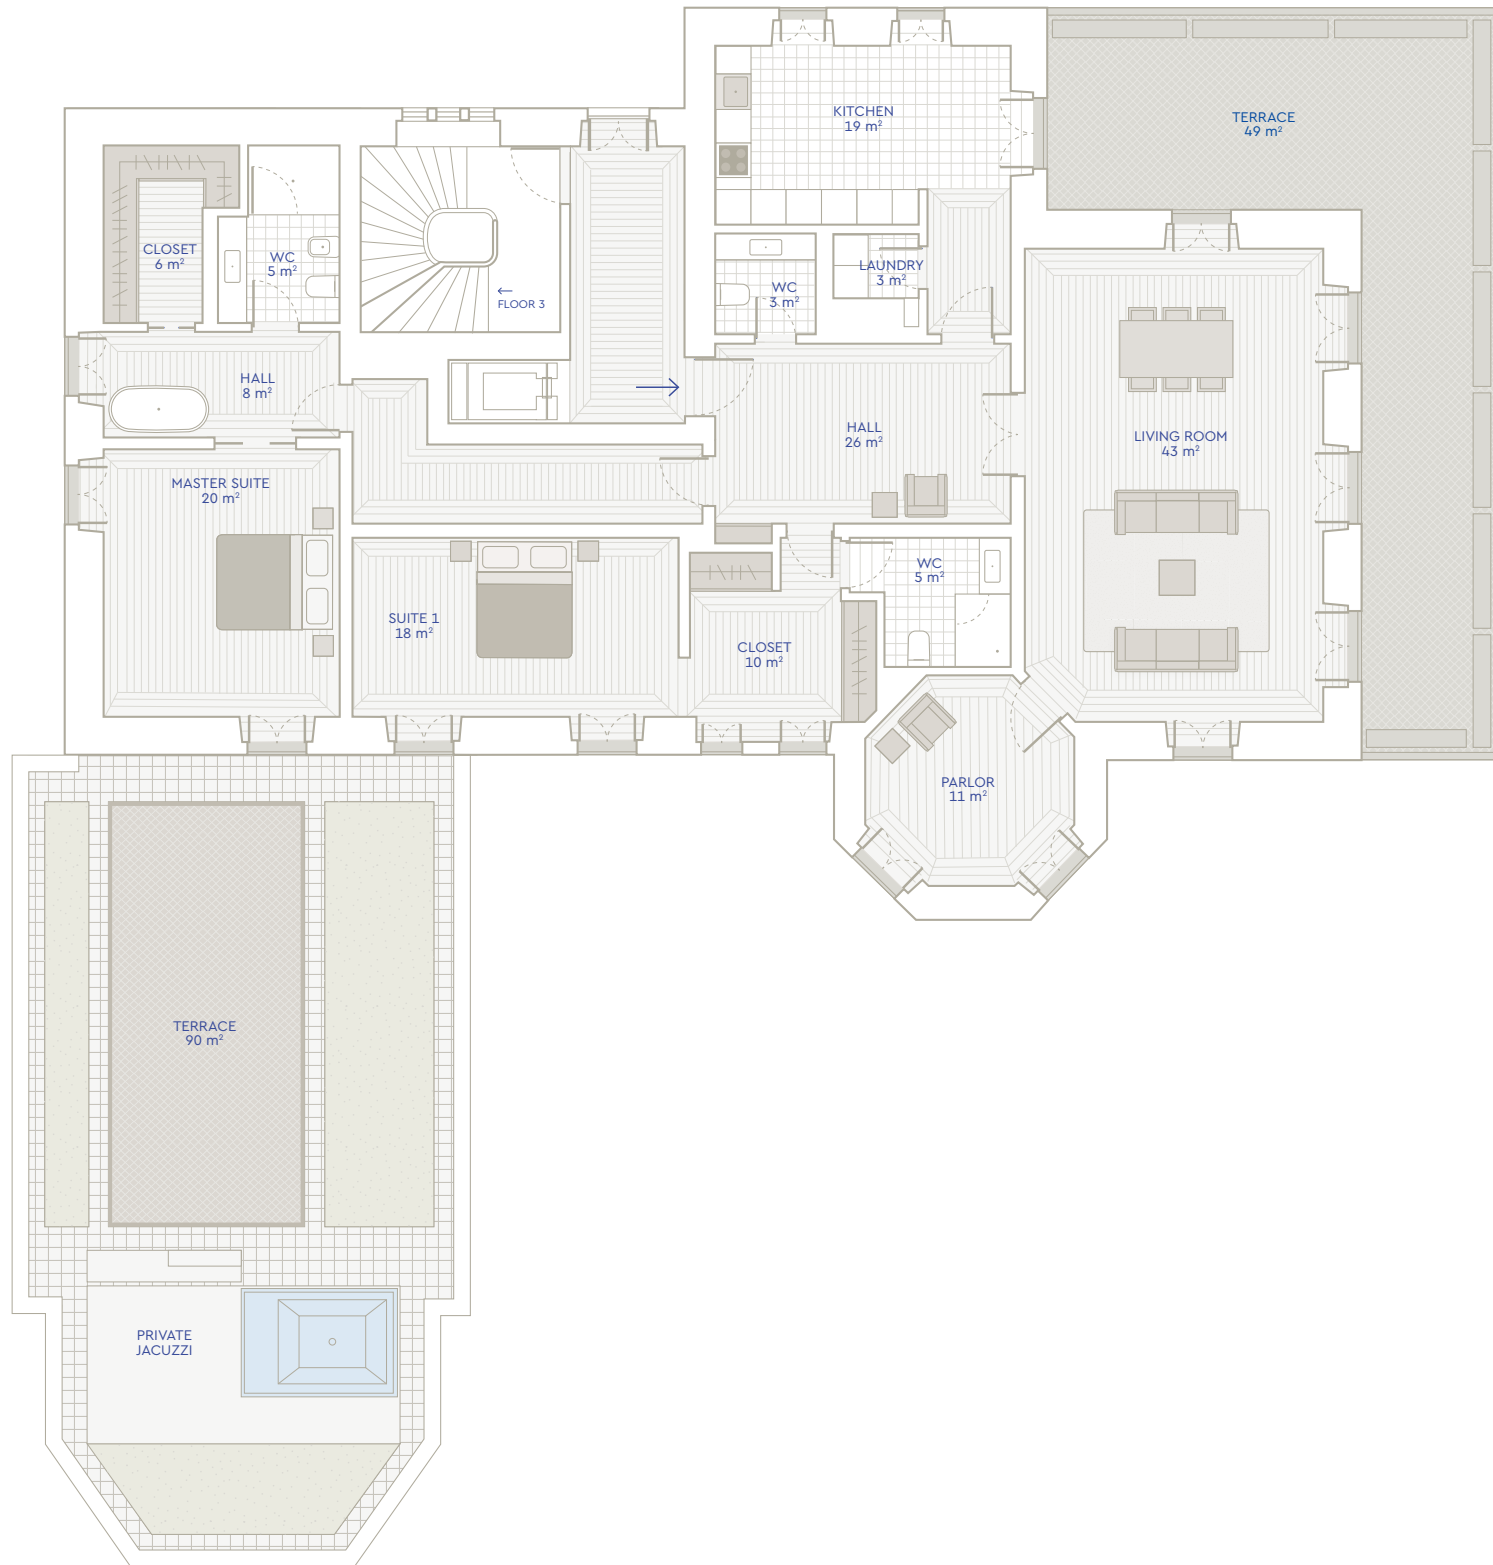 KITCHEN
19 m²
TERRACE
49 m²
CLOSET
6 m²
WC
5 m²
LAUNDRY
3 m²
WC
3 m²
FLOOR 3
HALL
8 m²
HALL
26 m²
LIVING ROOM
43 m²
MASTER SUITE
20 m²
WC
5 m²
SUITE 1
18 m²
CLOSET
10 m²
PARLOR
11 m²
TERRACE
90 m²
PRIVATE
JACUZZI